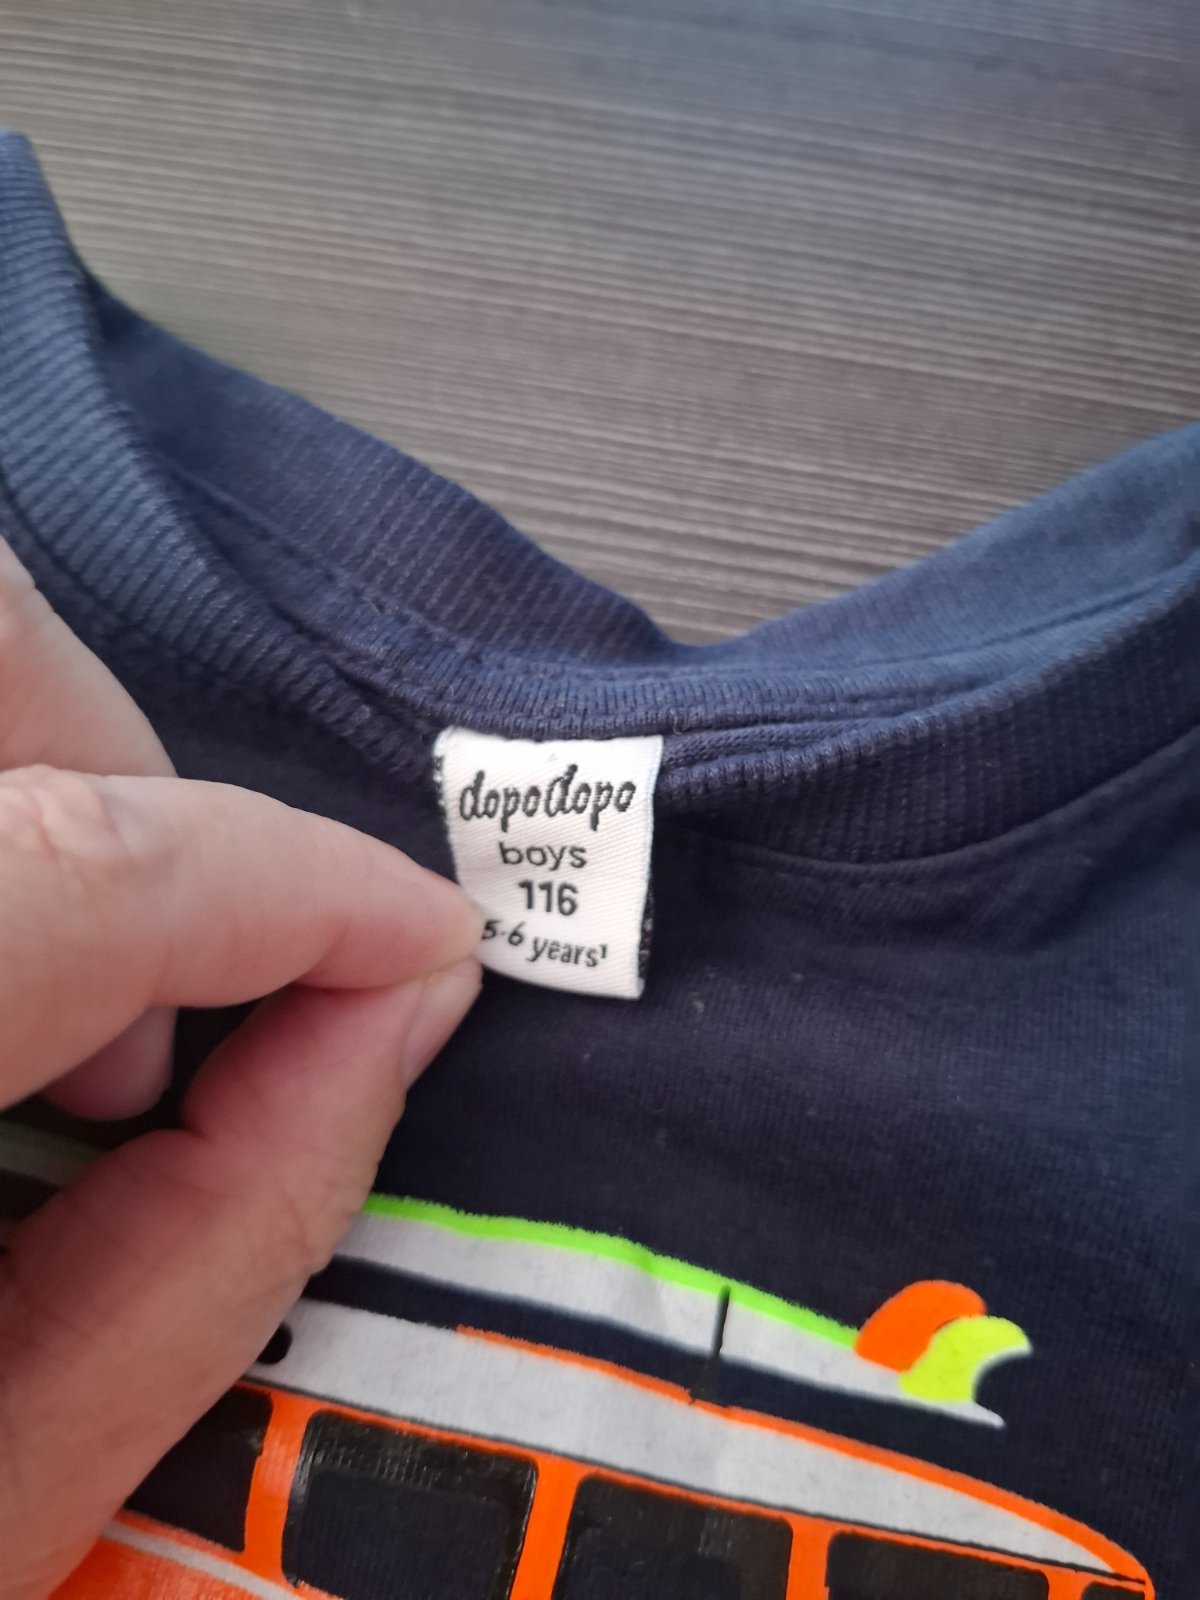 dopodopo
boys
116
5-6 years¹